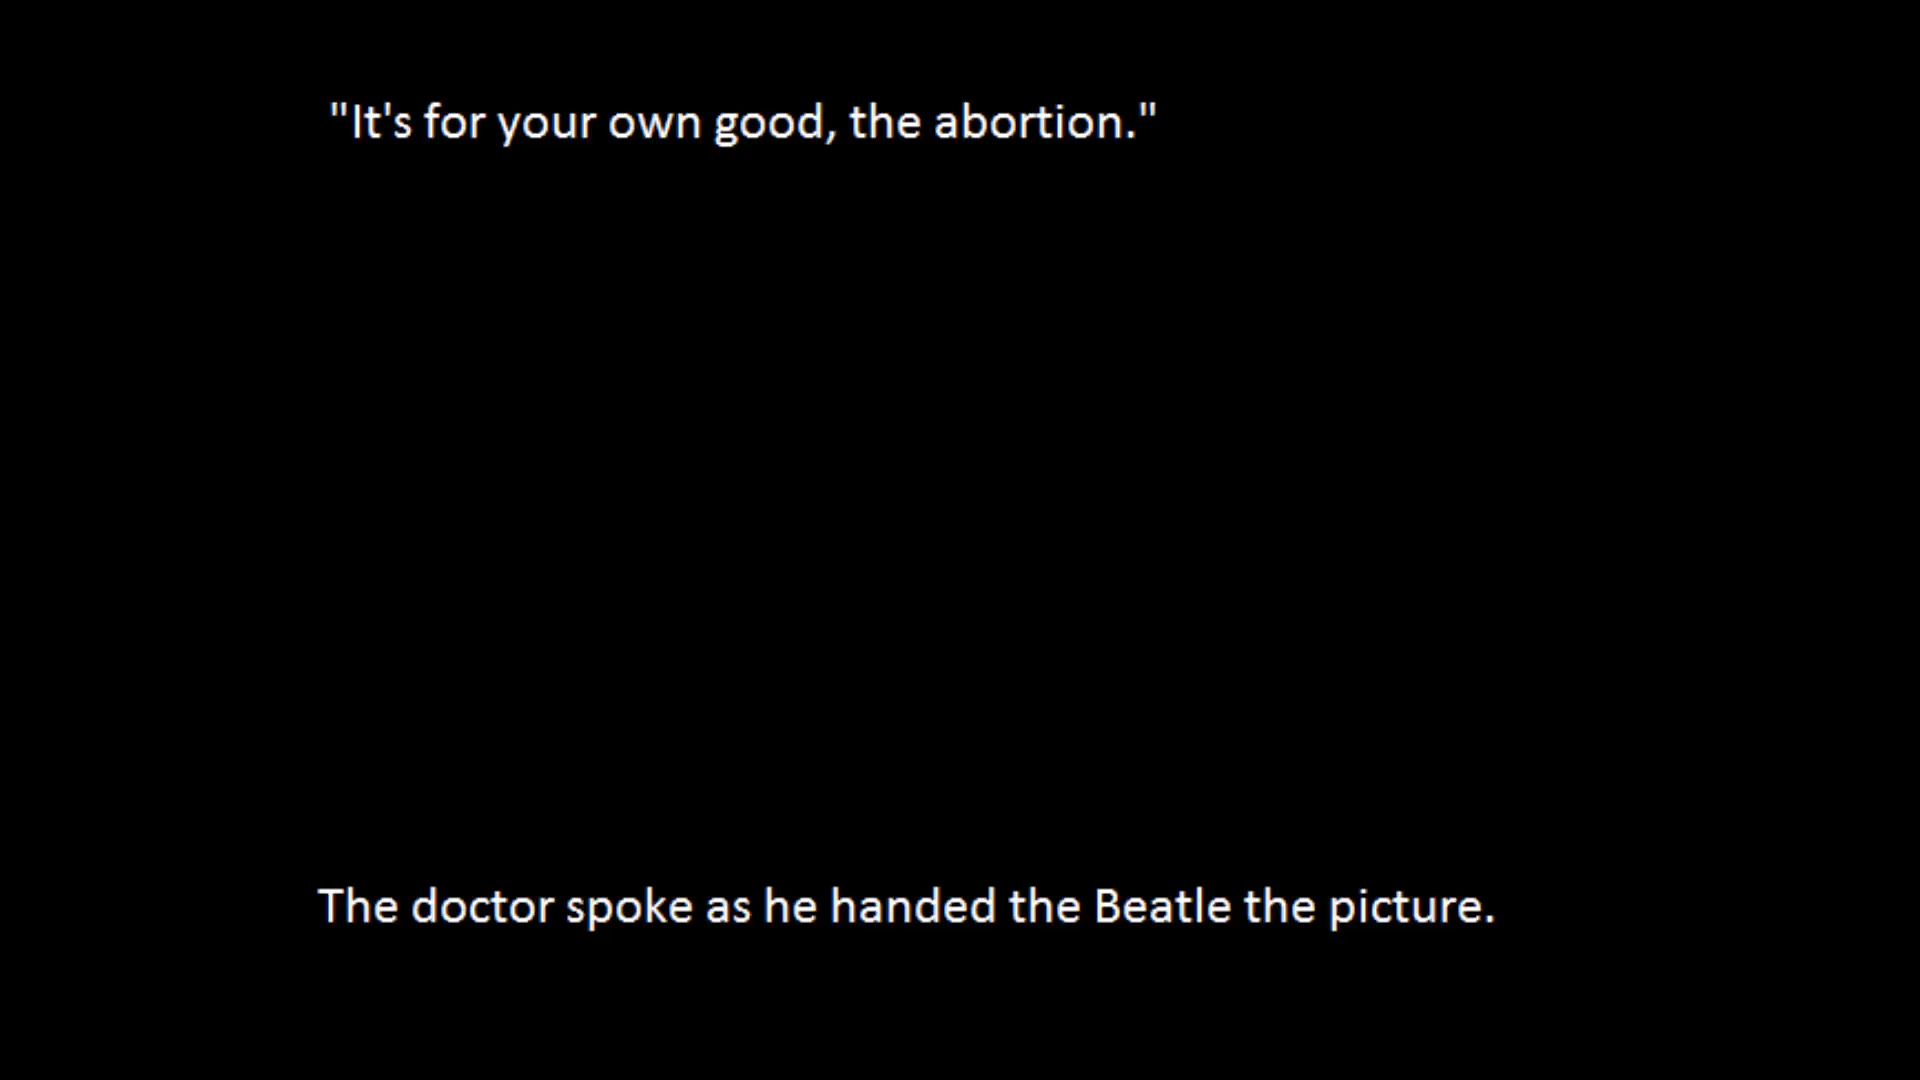 "It's for your own good, the abortion."
The doctor spoke as he handed the Beatle the picture.